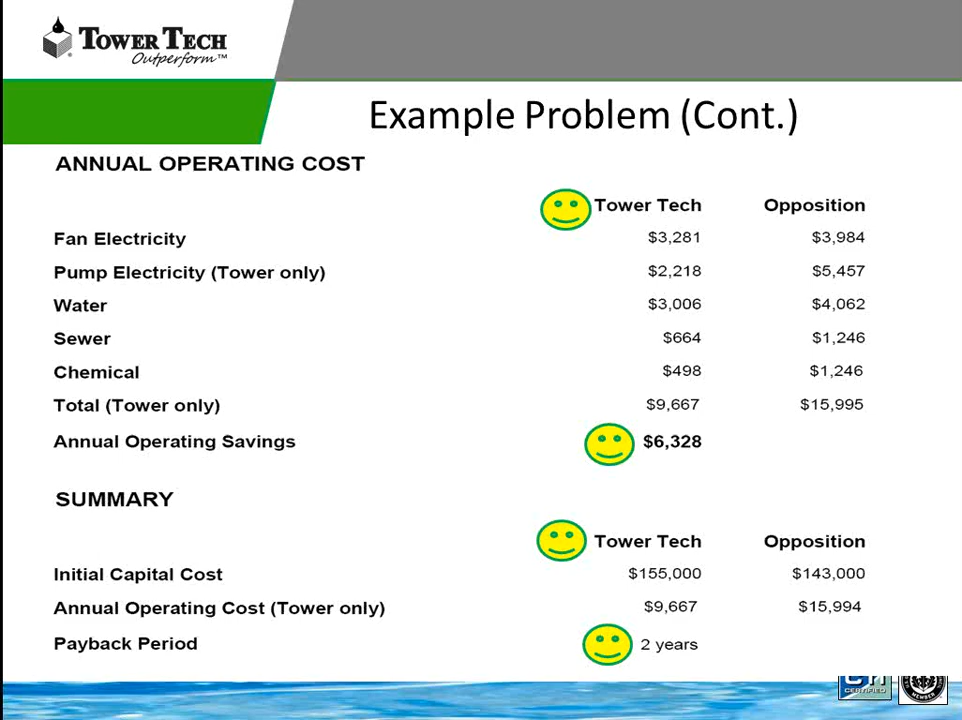 TOWER TECH
Outperform™
Example Problem (Cont.)
ANNUAL OPERATING COST
Tower Tech Opposition
Fan Electricity $3,281 $3,984
Pump Electricity (Tower only) $2,218 $5,457
Water $3,006 $4,062
Sewer $664 $1,246
Chemical $498 $1,246
Total (Tower only) $9,667 $15,995
Annual Operating Savings $6,328
SUMMARY
Tower Tech Opposition
Initial Capital Cost $155,000 $143,000
Annual Operating Cost (Tower only) $9,667 $15,994
Payback Period 2 years
CERTIFIED
MEMBER